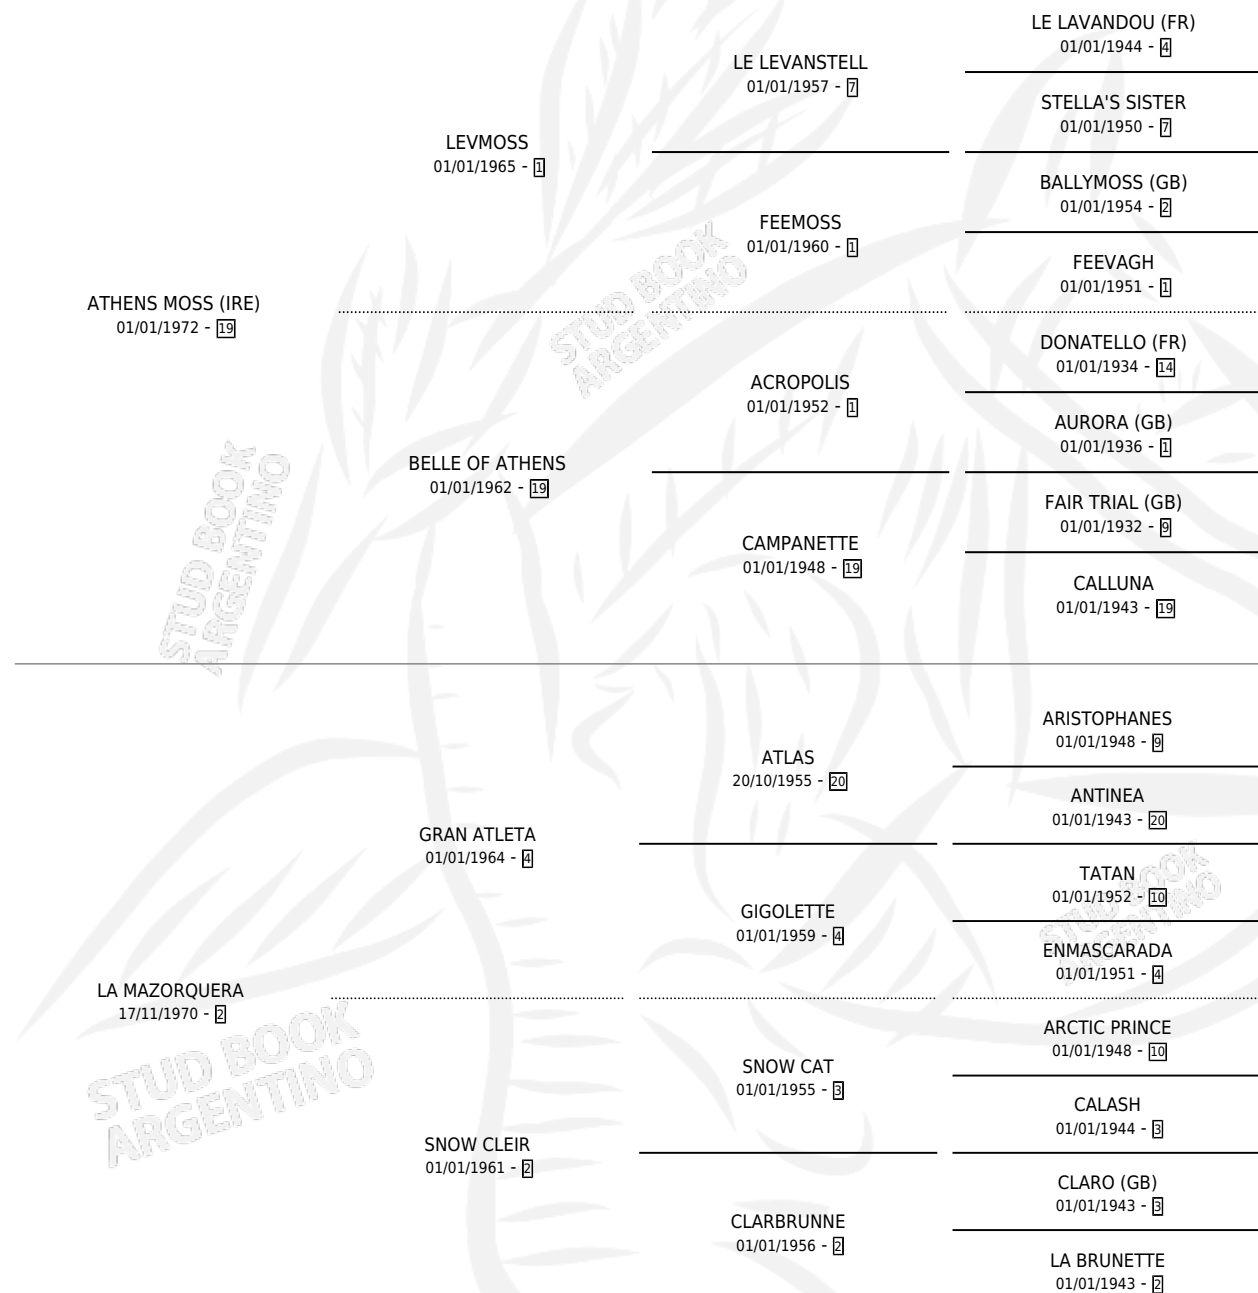 LE LAVANDOU (FR)
01/01/1944 - 4
LE LEVANSTELL
01/01/1957 - 7
STELLA'S SISTER
01/01/1950 - 7
LEVMOSS
01/01/1965 - 1
BALLYMOSS (GB)
01/01/1954 - 2
FEEMOSS
01/01/1960 - 1
FEEVAGH
01/01/1951 - 1
ATHENS MOSS (IRE)
01/01/1972 - 19
DONATELLO (FR)
01/01/1934 - 14
ACROPOLIS
01/01/1952 - 1
AURORA (GB)
01/01/1936 - 1
BELLE OF ATHENS
01/01/1962 - 19
FAIR TRIAL (GB)
01/01/1932 - 9
CAMPANETTE
01/01/1948 - 19
CALLUNA
01/01/1943 - 19
ARISTOPHANES
01/01/1948 - 9
ATLAS
20/10/1955 - 20
ANTINEA
01/01/1943 - 20
GRAN ATLETA
01/01/1964 - 4
TATAN
01/01/1952 - 10
GIGOLETTE
01/01/1959 - 4
ENMASCARADA
01/01/1951 - 4
LA MAZORQUERA
17/11/1970 - 2
ARCTIC PRINCE
01/01/1948 - 10
SNOW CAT
01/01/1955 - 3
CALASH
01/01/1944 - 3
SNOW CLEIR
01/01/1961 - 2
CLARO (GB)
01/01/1943 - 3
CLARBRUNNE
01/01/1956 - 2
LA BRUNETTE
01/01/1943 - 2
STUD BOOK
ARGENTINO
STUD BOOK
ARGENTINO
STUD BOOK
ARGENTINO
STUD BOOK
ARGENTINO